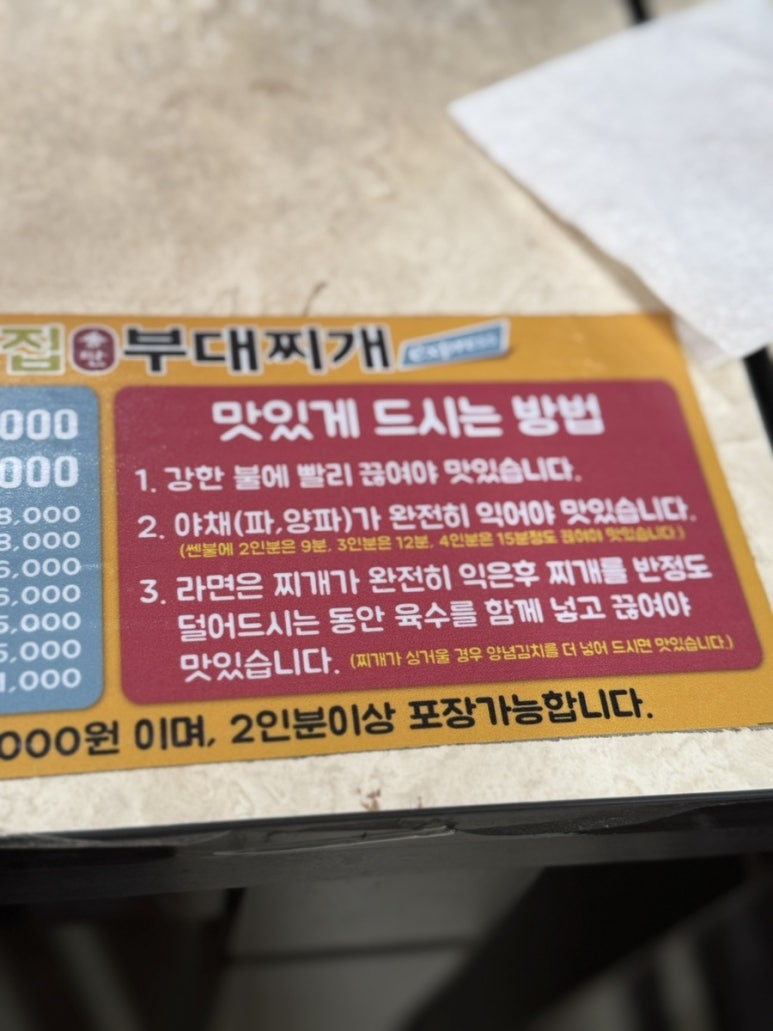 집 송탄 부대찌개 express
000
000
8,000
8,000
6,000
6,000
5,000
5,000
1,000
맛있게 드시는 방법
1. 강한 불에 빨리 끊여야 맛있습니다.
2. 야채(파,양파)가 완전히 익어야 맛있습니다.
(쎈불에 2인분은 9분, 3인분은 12분, 4인분은 15분정도 끊여야 맛있습니다.)
3. 라면은 찌개가 완전히 익은후 찌개를 반정도
덜어드시는 동안 육수를 함께 넣고 끊여야
맛있습니다. (찌개가 싱거울 경우 양념김치를 더 넣어 드시면 맛있습니다.)
000원 이며, 2인분이상 포장가능합니다.